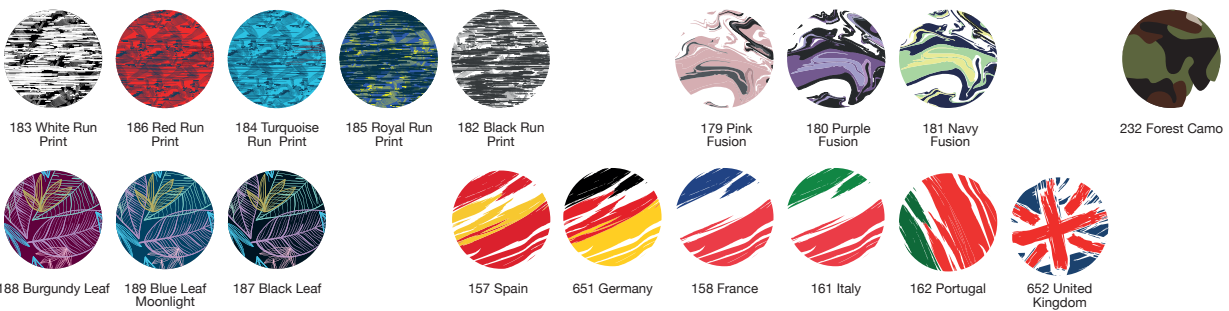 183 White Run
Print
186 Red Run
Print
184 Turquoise
Run Print
185 Royal Run
Print
182 Black Run
Print
179 Pink
Fusion
180 Purple
Fusion
181 Navy
Fusion
232 Forest Camo
188 Burgundy Leaf
189 Blue Leaf
Moonlight
187 Black Leaf
157 Spain
651 Germany
158 France
161 Italy
162 Portugal
652 United
Kingdom